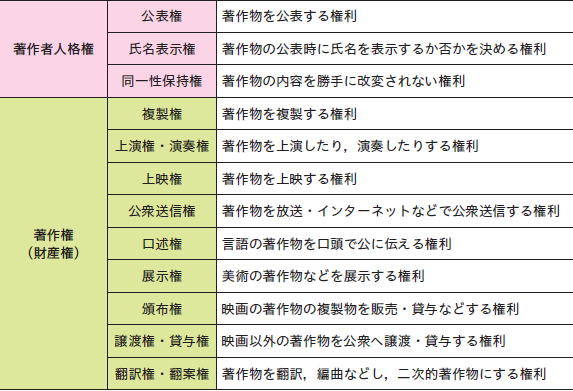 著作者人格権
公表権 著作物を公表する権利
氏名表示権 著作物の公表時に氏名を表示するか否かを決める権利
同一性保持権 著作物の内容を勝手に改変されない権利
著作権
（財産権）
複製権 著作物を複製する権利
上演権・演奏権 著作物を上演したり，演奏したりする権利
上映権 著作物を上映する権利
公衆送信権 著作物を放送・インターネットなどで公衆送信する権利
口述権 言語の著作物を口頭で公に伝える権利
展示権 美術の著作物などを展示する権利
頒布権 映画の著作物の複製物を販売・貸与などする権利
譲渡権・貸与権 映画以外の著作物を公衆へ譲渡・貸与する権利
翻訳権・翻案権 著作物を翻訳，編曲などし，二次的著作物にする権利